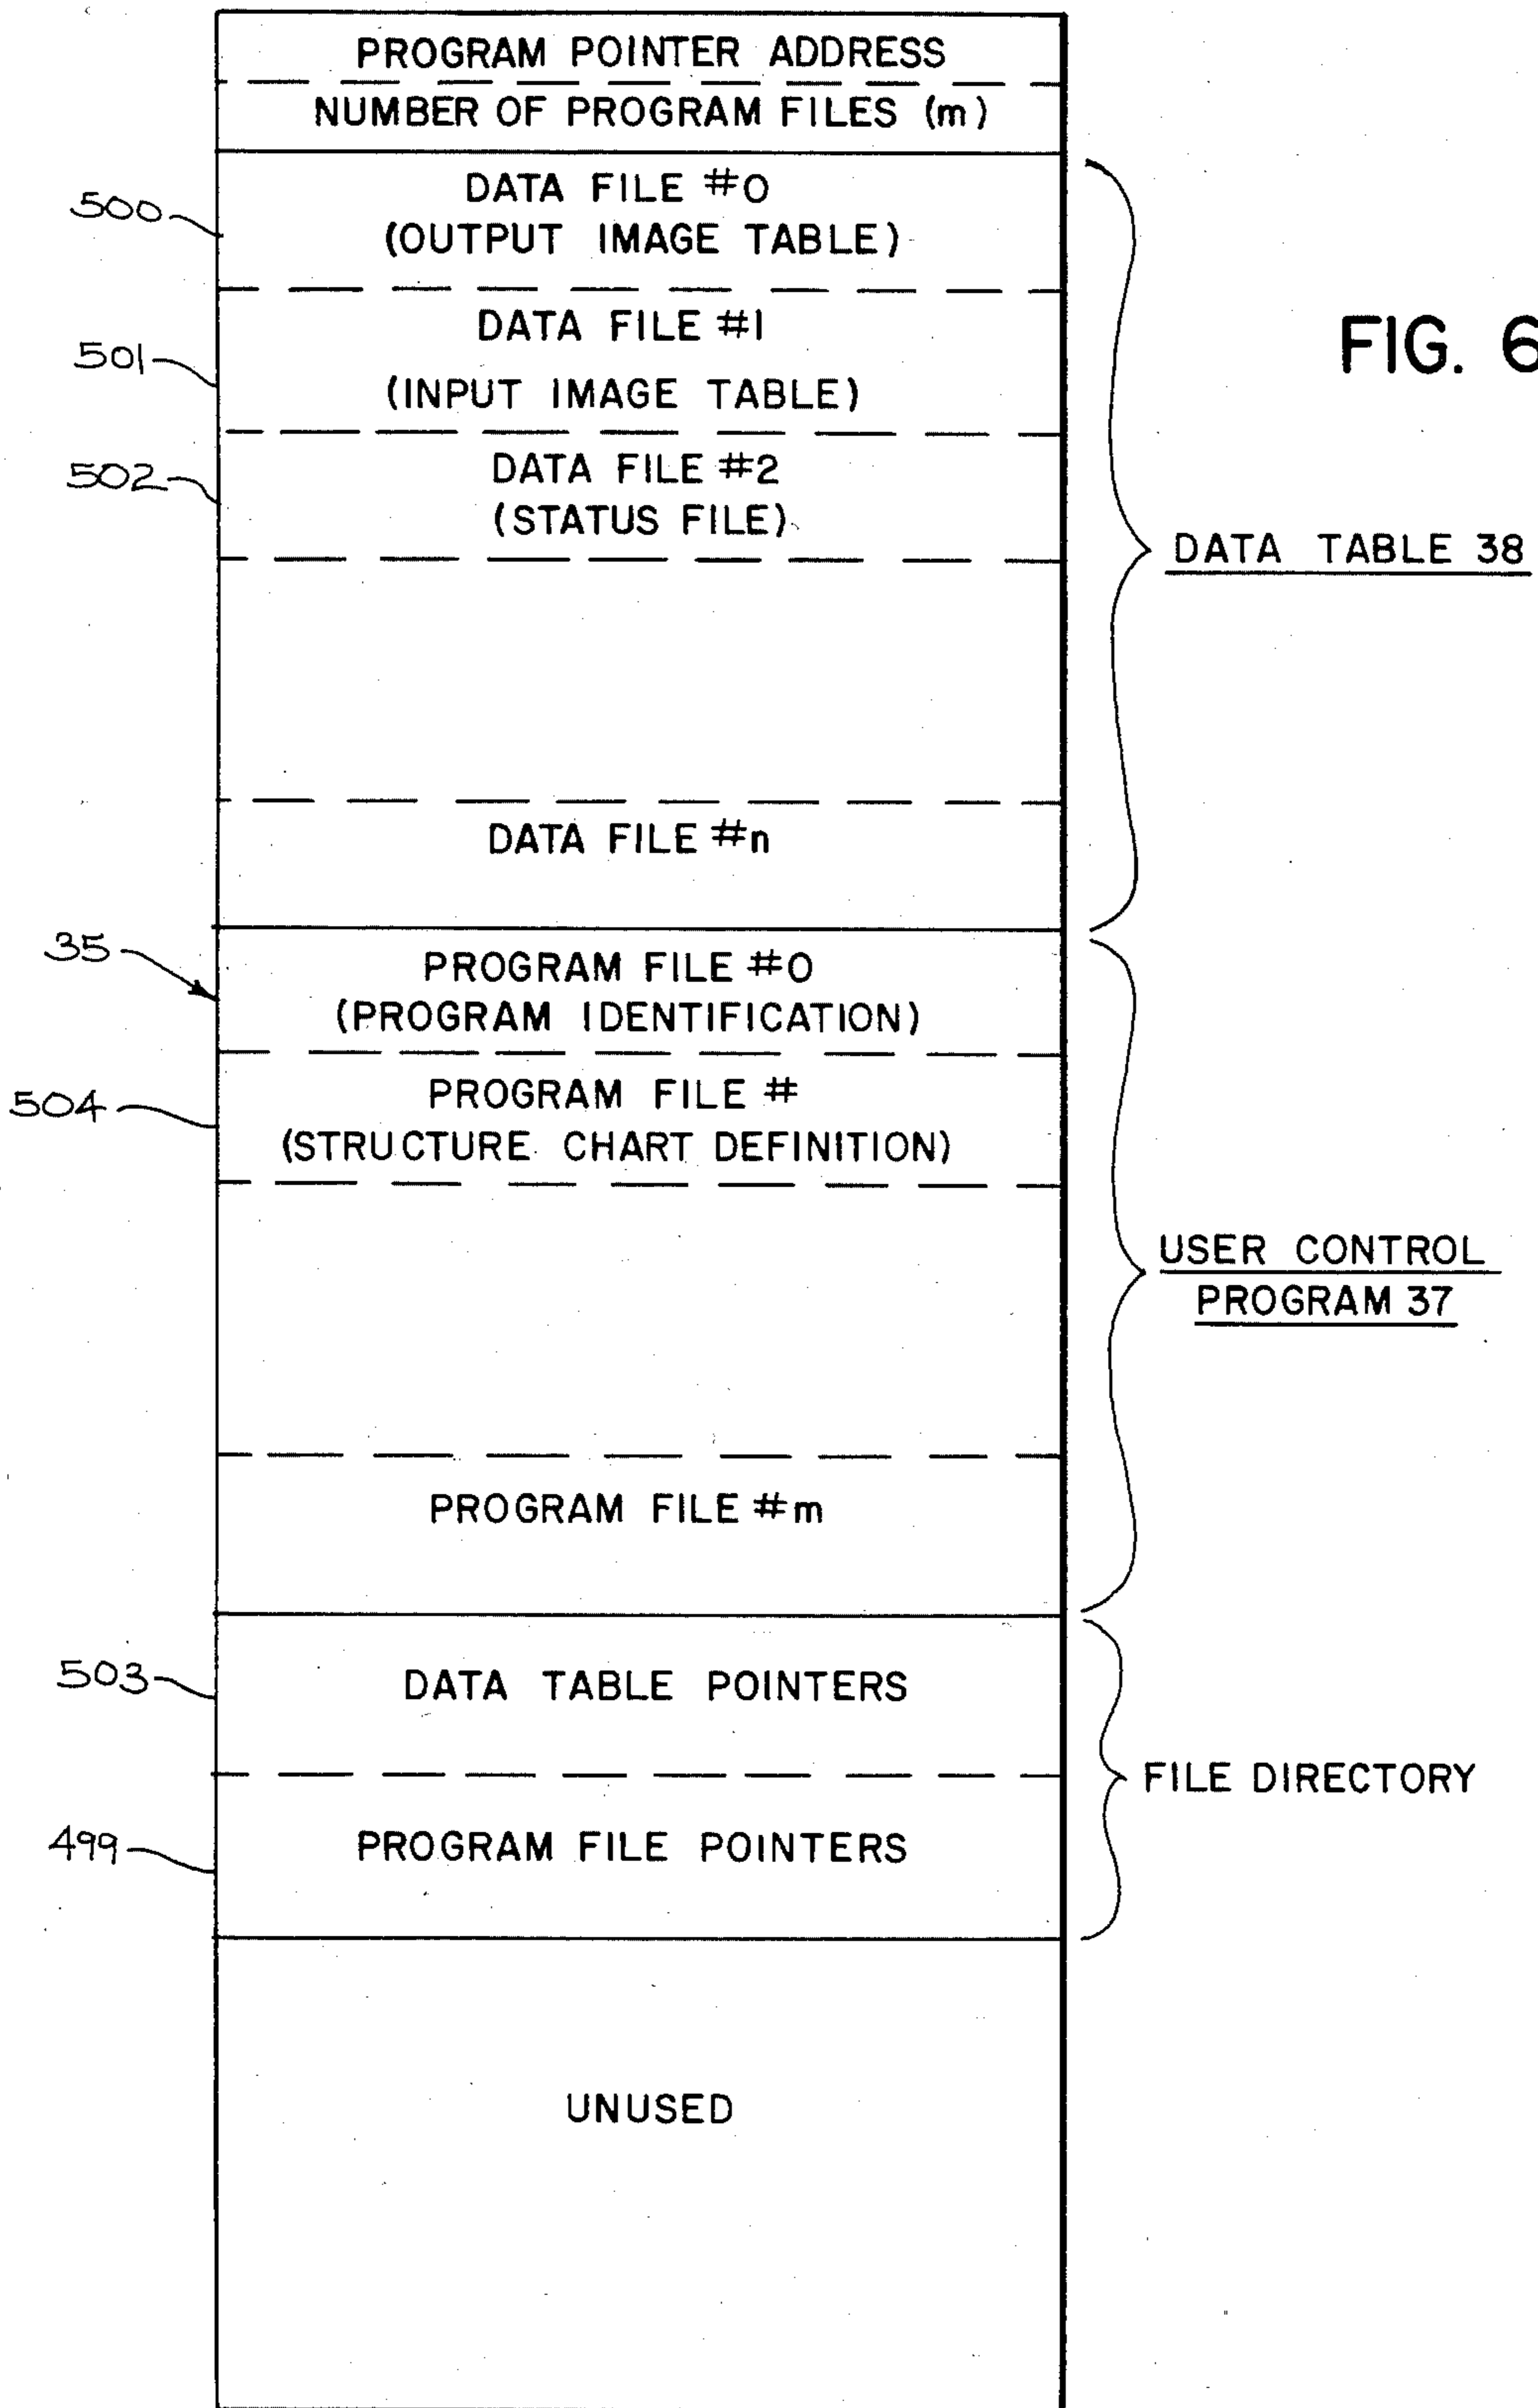 PROGRAM POINTER ADDRESS
NUMBER OF PROGRAM FILES (m)
500
DATA FILE #0
(OUTPUT IMAGE TABLE)
501
DATA FILE #1
(INPUT IMAGE TABLE)
FIG. 6
502
DATA FILE #2
(STATUS FILE)
DATA TABLE 38
DATA FILE #n
35
PROGRAM FILE #0
(PROGRAM IDENTIFICATION)
504
PROGRAM FILE #
(STRUCTURE CHART DEFINITION)
USER CONTROL
PROGRAM 37
PROGRAM FILE #m
503
DATA TABLE POINTERS
FILE DIRECTORY
499
PROGRAM FILE POINTERS
UNUSED